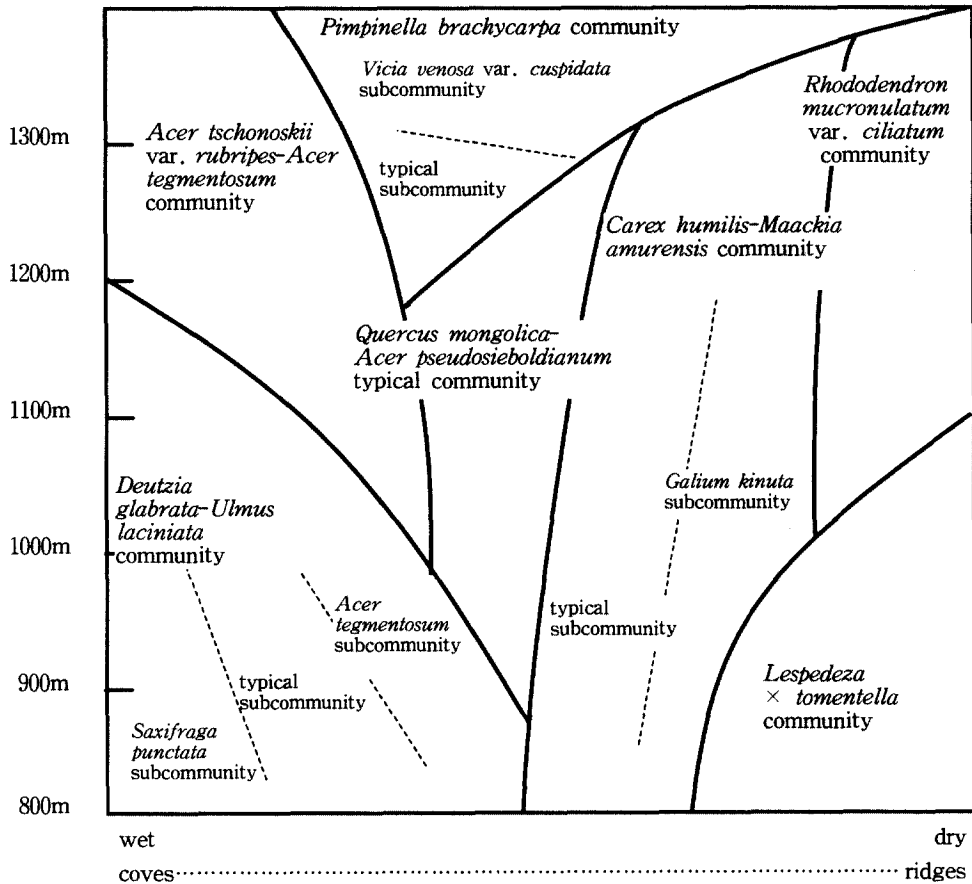 Pimpinella brachycarpa community
Vicia venosa var. cuspidata
subcommunity
Rhododendron
mucronulatum
var. ciliatum
community
1300m
Acer tschonoskii
var. rubripes-Acer
tegmentosum
community
typical
subcommunity
Carex humilis-Maackia
amurensis community
1200m
Quercus mongolica-
Acer pseudosieboldianum
typical community
1100m
Deutzia
glabrata-Ulmus
laciniata
community
Galium kinuta
subcommunity
1000m
Acer
tegmentosum
subcommunity
typical
subcommunity
900m
typical
subcommunity
Lespedeza
× tomentella
community
Saxifraga
punctata
subcommunity
800m
wet dry
coves ridges